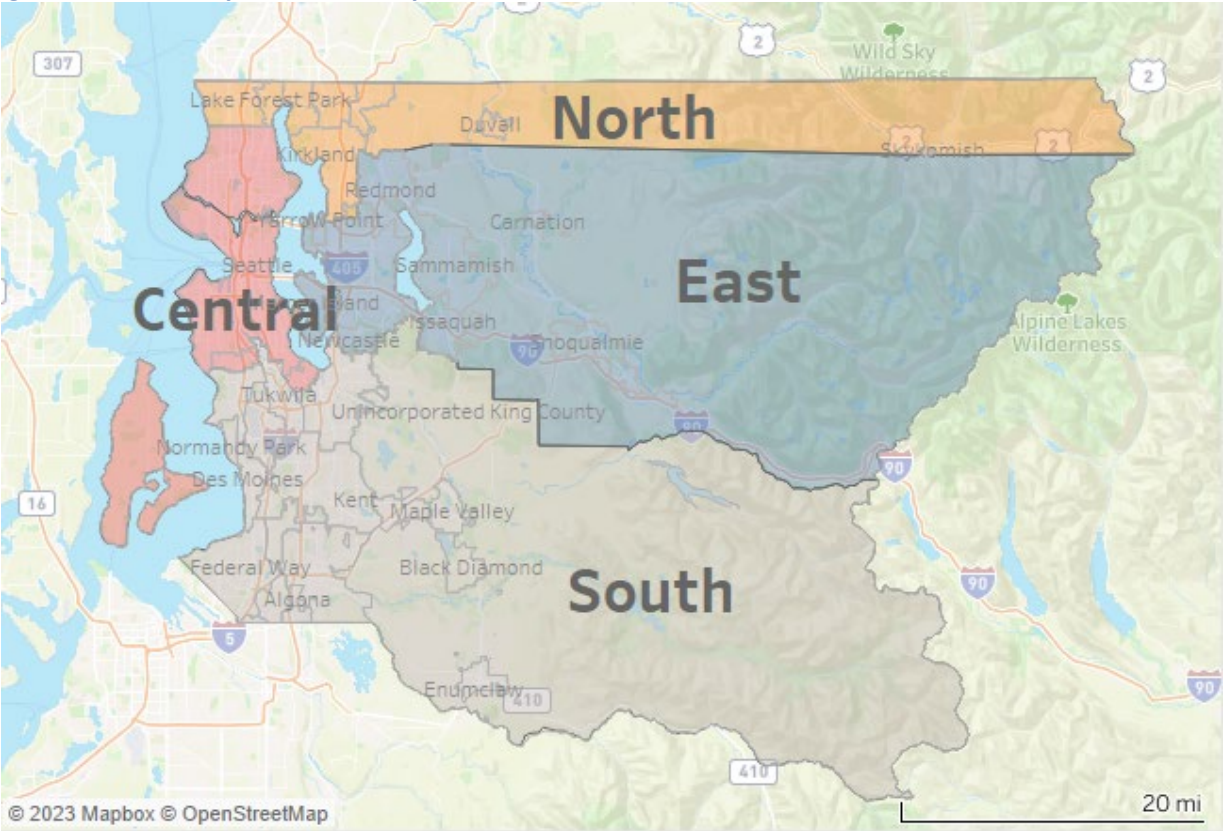 2
307
Wild Sky
Wilderness
2
Lake Forest Park
Duvall
North
2
2
Skykomish
Kirkland
Redmond
Yarrow Point
Carnation
Seattle
405
Sammamish
East
Central
Island
Issaquah
Alpine Lakes
Wilderness
Newcastle
90
Snoqualmie
Tukwila
Unincorporated King County
90
Normandy Park
90
Des Moines
16
Kent
Maple Valley
Federal Way
Black Diamond
South
90
Algona
5
Enumclaw
410
90
410
20 mi
© 2023 Mapbox © OpenStreetMap